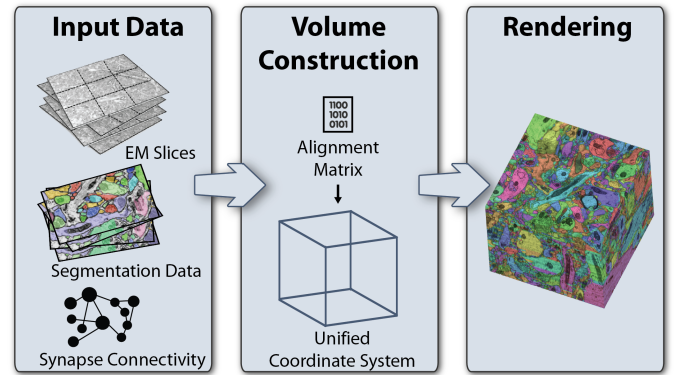 Input Data
EM Slices
Segmentation Data
Synapse Connectivity
Volume
Construction
1100
1010
0101
Alignment
Matrix
Unified
Coordinate System
Rendering